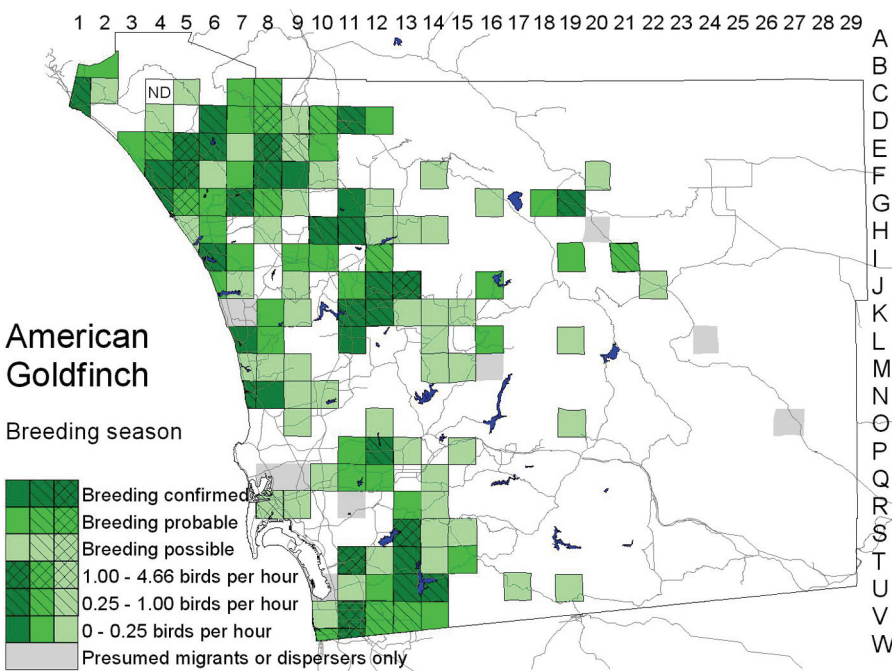 1 2 3 4 5 6 7 8 9 10 11 12 13 14 15 16 17 18 19 20 21 22 23 24 25 26 27 28 29
A
B
C
ND
D
E
F
G
H
I
J
K
L
M
N
O
P
Q
R
S
T
U
V
W
American
Goldfinch
Breeding season
Breeding confirmed
Breeding probable
Breeding possible
1.00 - 4.66 birds per hour
0.25 - 1.00 birds per hour
0 - 0.25 birds per hour
Presumed migrants or dispersers only